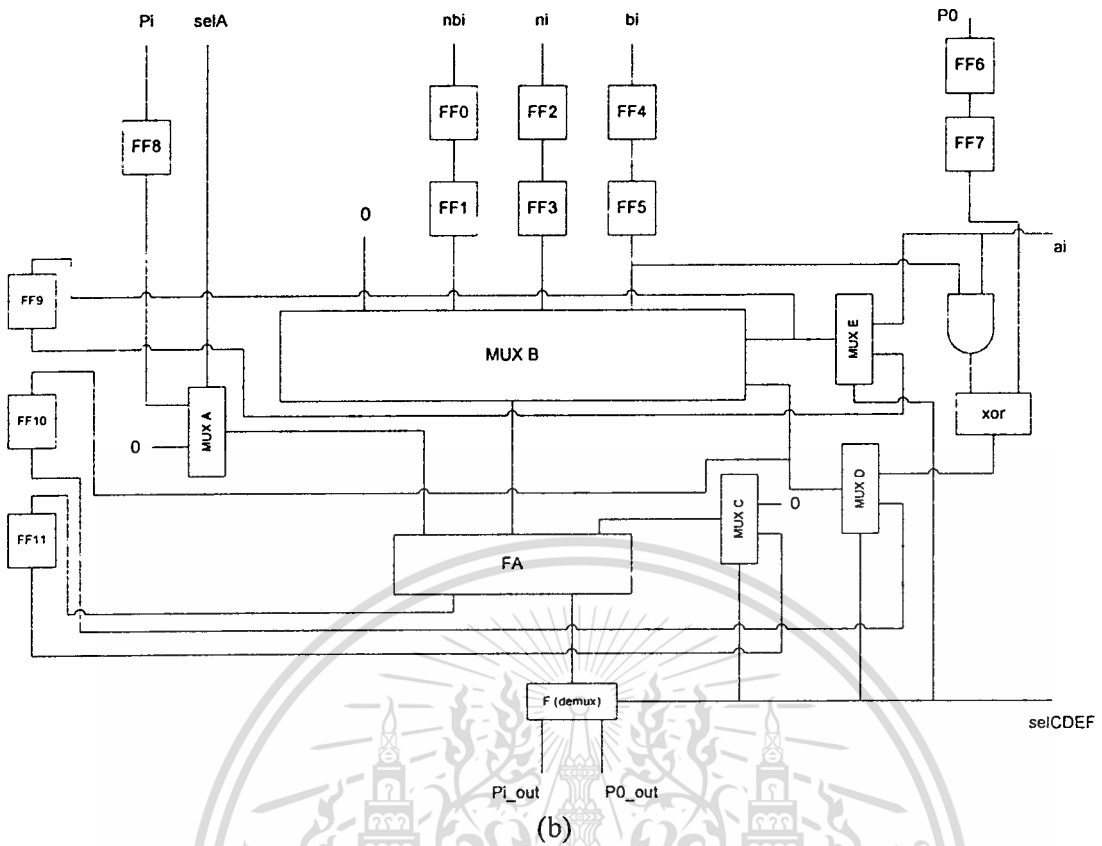 Pi selA nbi ni bi P0
FF0 FF2 FF4 FF6
FF8 FF7
FF1 FF3 FF5
0
ai
FF9
MUX B
MUX E
FF10
MUX A
0
xor
FF11
MUX C
0
MUX D
FA
F (demux)
selCDEF
Pi_out P0_out
(b)